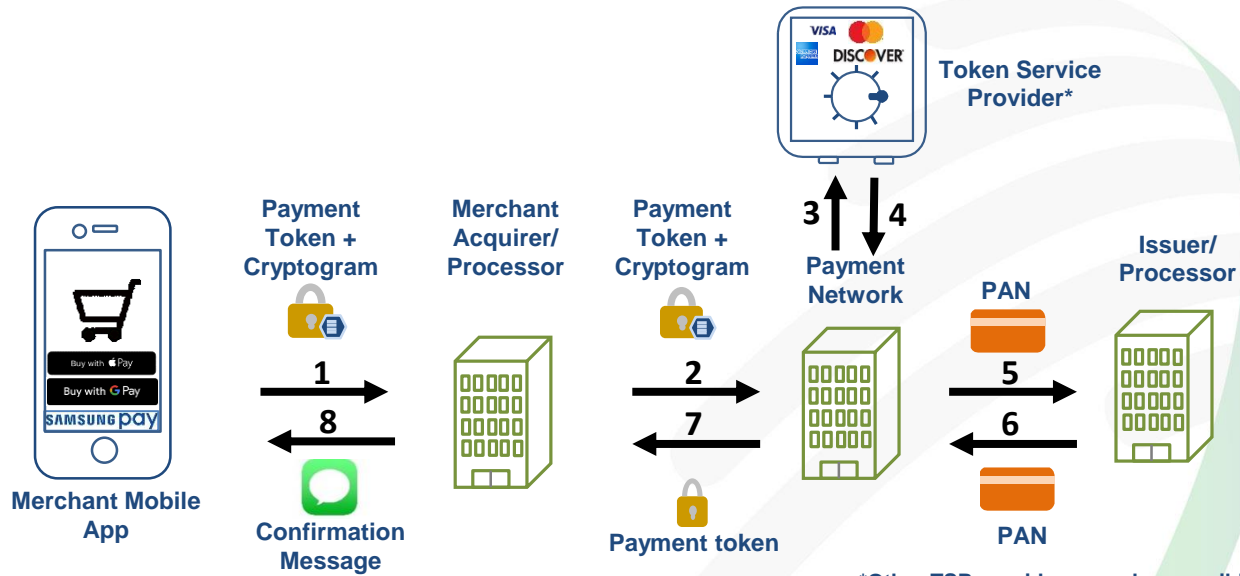 VISA
AMERICAN EXPRESS
DISCOVER
Token Service
Provider*
Payment
Token +
Cryptogram
Merchant
Acquirer/
Processor
Payment
Token +
Cryptogram
3
4
Payment
Network
PAN
Issuer/
Processor
Buy with Pay
Buy with G Pay
SAMSUNG pay
1
2
5
8
7
6
Merchant Mobile
App
Confirmation
Message
Payment token
PAN